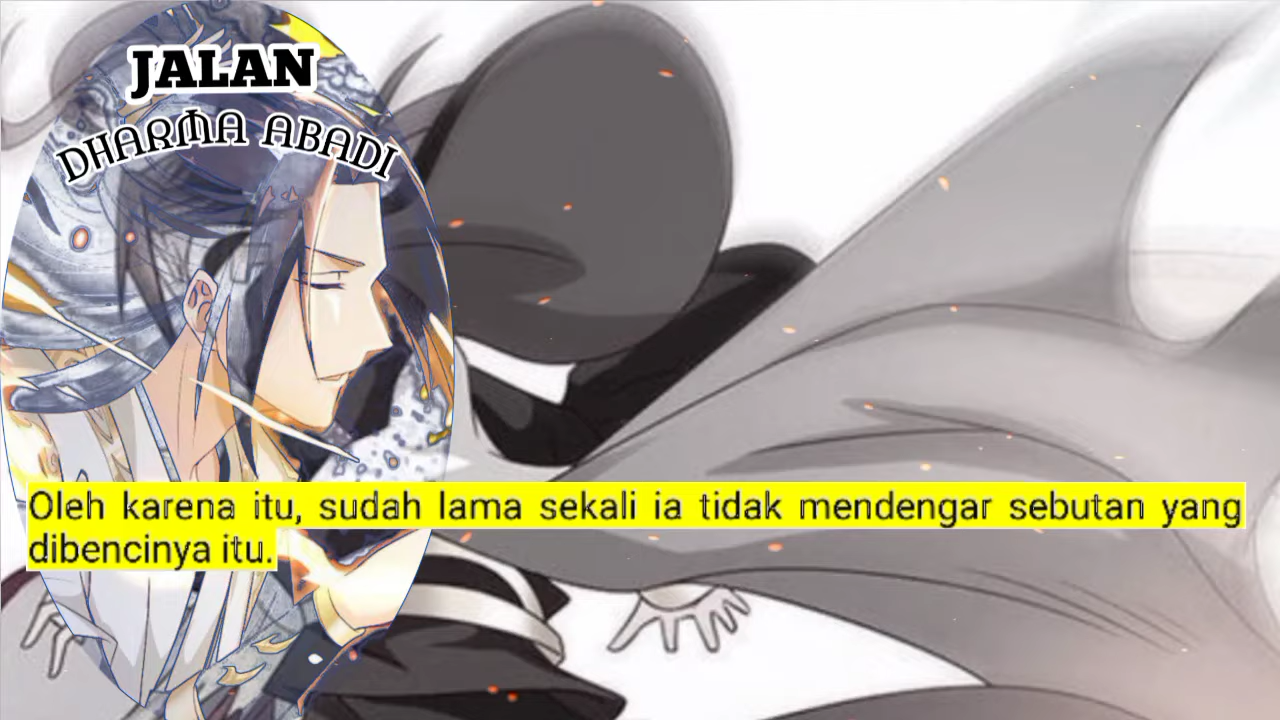 JALAN
DHARMA ABADI
Oleh karena itu, sudah lama sekali ia tidak mendengar sebutan yang
dibencinya itu.